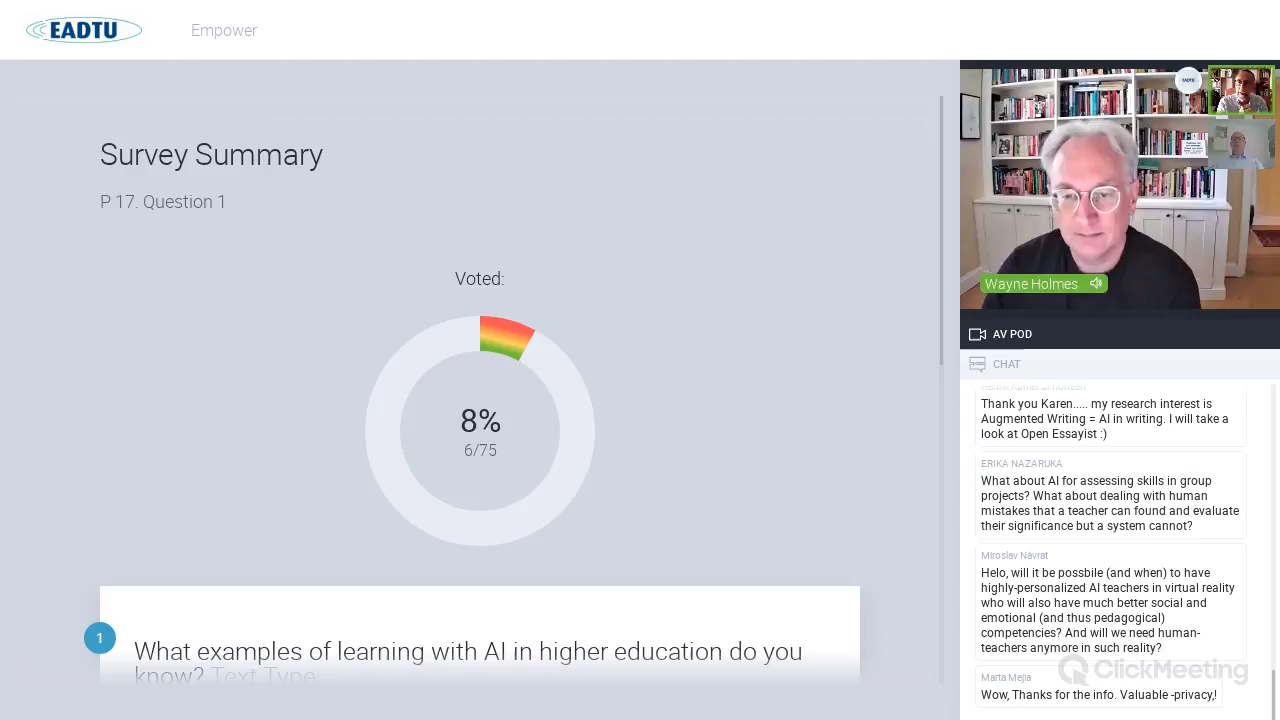 EADTU
Empower
Survey Summary
P 17. Question 1
Voted:
8%
6/75
1
What examples of learning with AI in higher education do you
know? Text Type
EADTU
Wayne Holmes
AV POD
CHAT
Thank you Karen..... my research interest is
Augmented Writing = AI in writing. I will take a
look at Open Essayist :)
ERIKA NAZARUKA
What about AI for assessing skills in group
projects? What about dealing with human
mistakes that a teacher can found and evaluate
their significance but a system cannot?
Miroslav Návrat
Helo, will it be possbile (and when) to have
highly-personalized AI teachers in virtual reality
who will also have much better social and
emotional (and thus pedagogical)
competencies? And will we need human-
teachers anymore in such reality?
ClickMeeting
Marta Mejia
Wow, Thanks for the info. Valuable -privacy,!